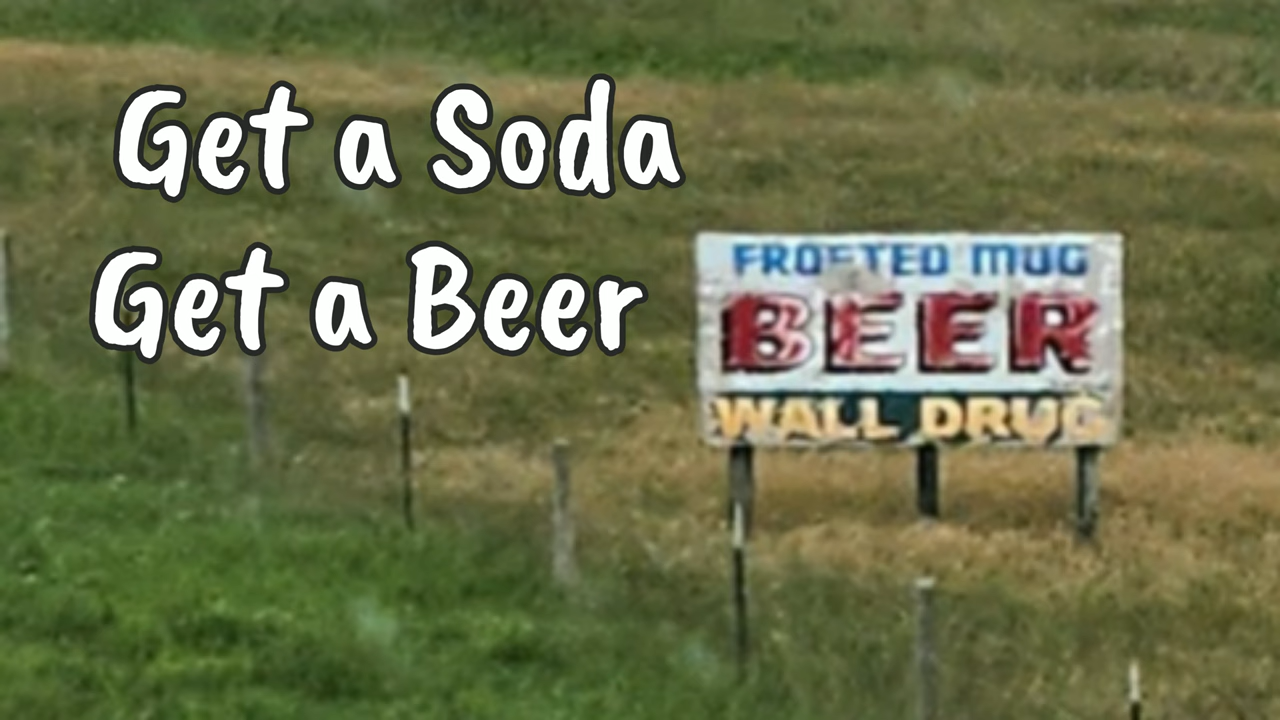 Get a Soda
Get a Beer
FROSTED MUG
BEER
WALL DRUG